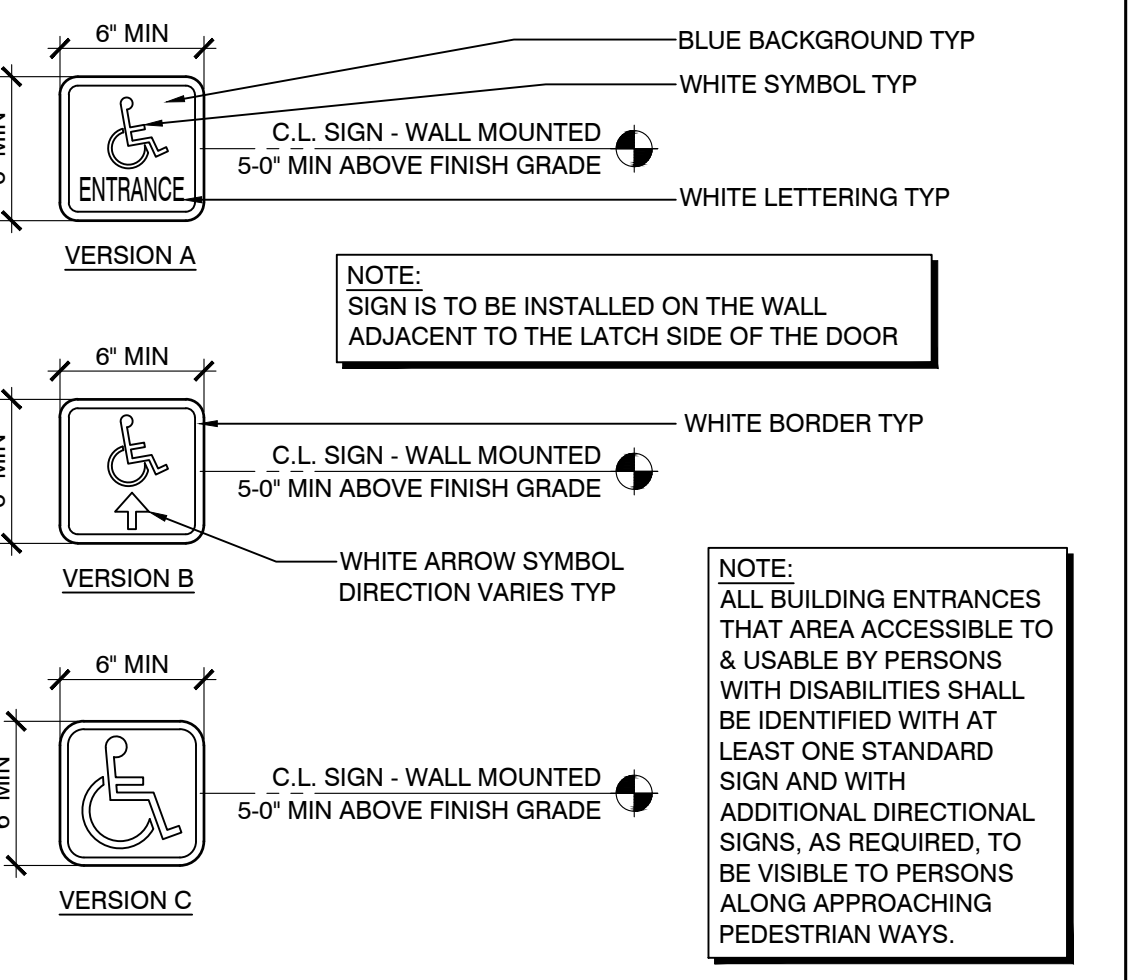 6" MIN
BLUE BACKGROUND TYP
WHITE SYMBOL TYP
C.L. SIGN - WALL MOUNTED
5-0" MIN ABOVE FINISH GRADE
ENTRANCE
WHITE LETTERING TYP
MIN
VERSION A
NOTE:
SIGN IS TO BE INSTALLED ON THE WALL
ADJACENT TO THE LATCH SIDE OF THE DOOR
6" MIN
WHITE BORDER TYP
C.L. SIGN - WALL MOUNTED
5-0" MIN ABOVE FINISH GRADE
MIN
WHITE ARROW SYMBOL
DIRECTION VARIES TYP
VERSION B
NOTE:
ALL BUILDING ENTRANCES
THAT AREA ACCESSIBLE TO
& USABLE BY PERSONS
WITH DISABILITIES SHALL
BE IDENTIFIED WITH AT
LEAST ONE STANDARD
SIGN AND WITH
ADDITIONAL DIRECTIONAL
SIGNS, AS REQUIRED, TO
BE VISIBLE TO PERSONS
ALONG APPROACHING
PEDESTRIAN WAYS.
6" MIN
C.L. SIGN - WALL MOUNTED
5-0" MIN ABOVE FINISH GRADE
MIN
VERSION C